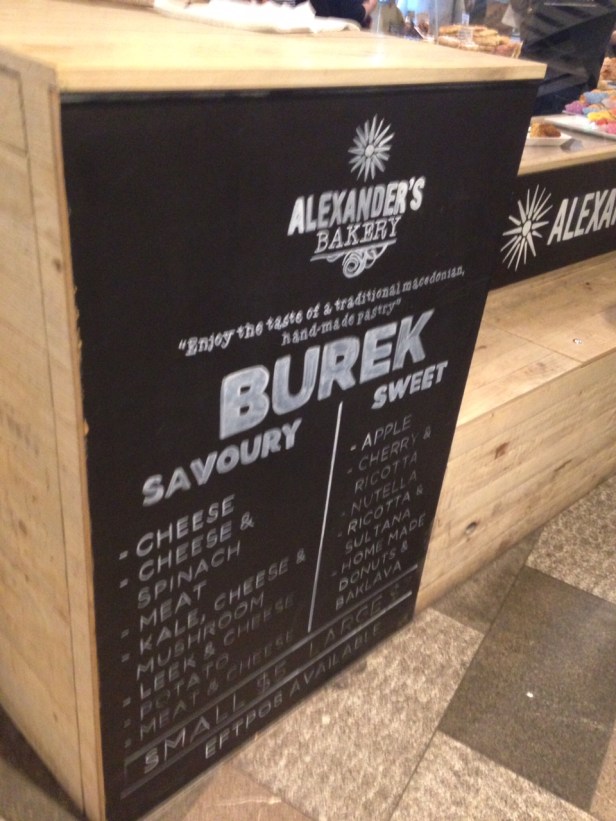 ALEXANDER'S
BAKERY
"Enjoy the taste of a traditional macedonian,
hand-made pastry"
BUREK
SAVOURY
- CHEESE
- CHEESE &
SPINACH
- MEAT
- KALE, CHEESE &
MUSHROOM
- LEEK & CHEESE
- POTATO
- MEAT & CHEESE
SWEET
- APPLE
- CHERRY &
RICOTTA
- NUTELLA
- RICOTTA &
SULTANA
- HOME MADE
DONUTS &
BAKLAVA
SMALL LARGE
EFTPOS AVAILABLE
ALEXA